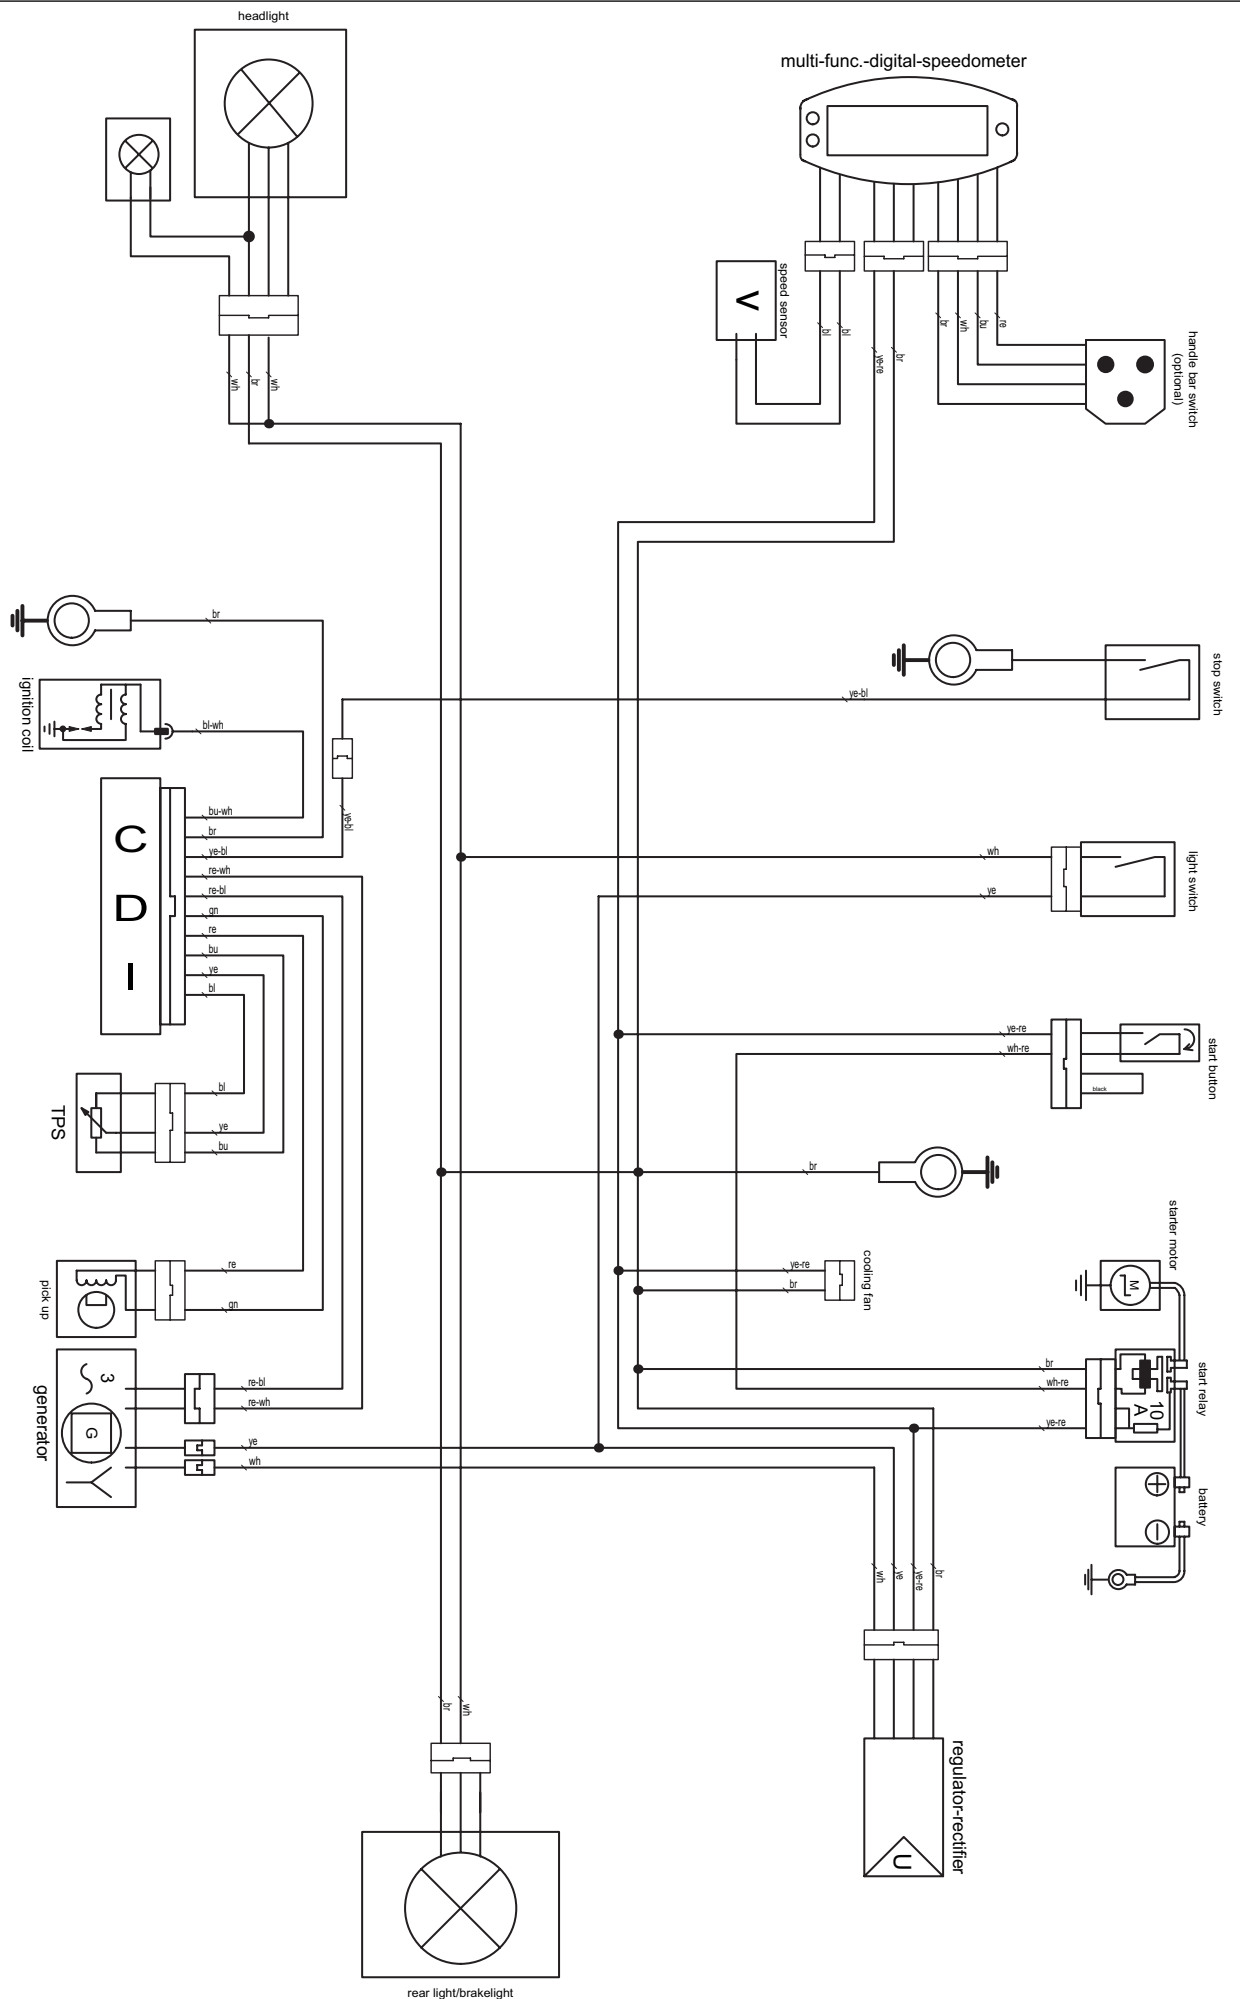 headlight
multi-func.-digital-speedometer
V
speed sensor
bl
bl
ye-re
br
br
wh
bu
re
handle bar switch
(optional)
wh
br
wh
br
ignition coil
bl-wh
ye-bl
stop switch
ye-bl
C
D
I
bu-wh
br
ye-bl
re-wh
re-bl
gn
re
bu
ye
bl
wh
ye
light switch
ye-re
wh-re
black
start button
TPS
bl
ye
bu
br
starter motor
M
pick up
re
gn
ye-re
br
cooling fan
br
wh-re
ye-re
10
A
start relay
3
G
generator
re-bl
re-wh
ye
wh
battery
wh
ye
ye-re
br
br
wh
regulator-rectifier
U
rear light/brakelight